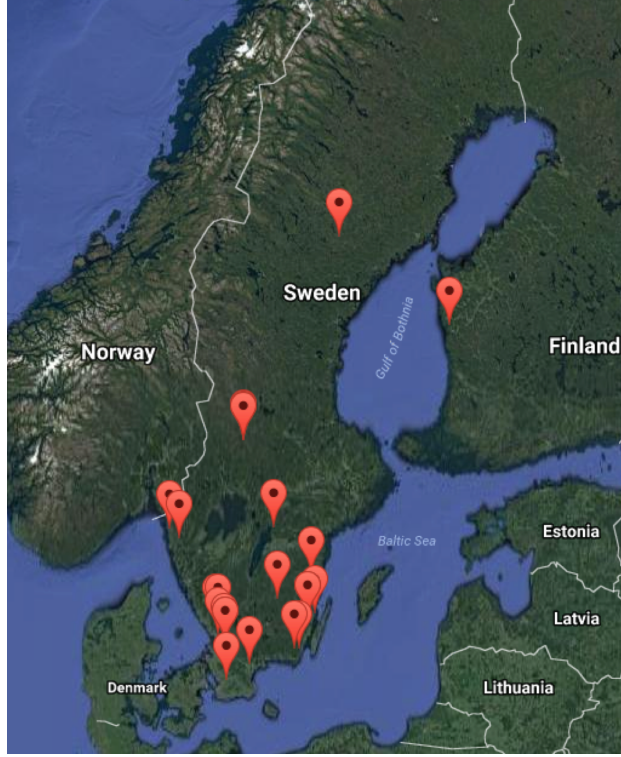 Sweden
Norway
Gulf of Bothnia
Finland
Estonia
Baltic Sea
Latvia
Denmark
Lithuania